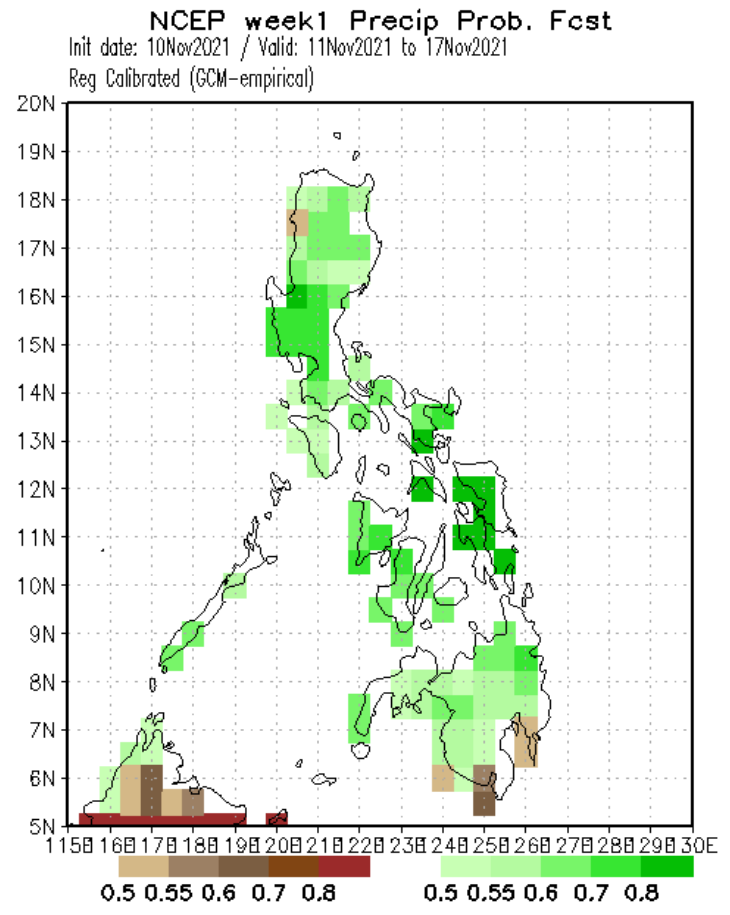 NCEP week1 Precip Prob. Fcst
Init date: 10Nov2021 / Valid: 11Nov2021 to 17Nov2021
Reg Calibrated (GCM-empirical)
20N
19N
18N
17N
16N
15N
14N
13N
12N
11N
10N
9N
8N
7N
6N
5N
115E 116E 117E 118E 119E 120E 121E 122E 123E 124E 125E 126E 127E 128E 129E 130E
0.5 0.55 0.6 0.7 0.8 0.5 0.55 0.6 0.7 0.8